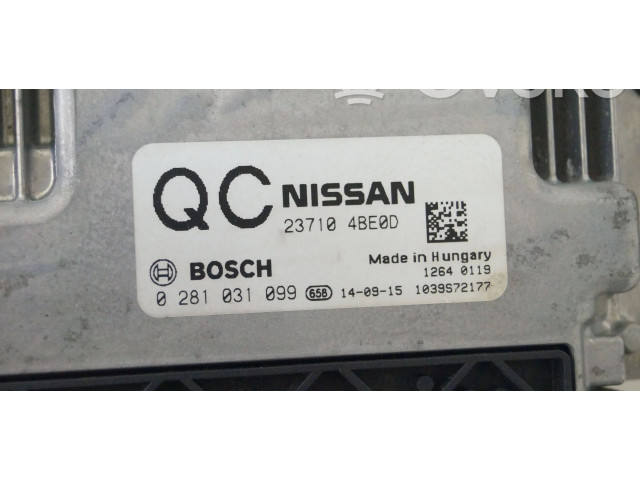 QC NISSAN
23710 4BE0D
Made in Hungary
BOSCH 1264 0119
0 281 031 099 658 14-09-15 1039S72177